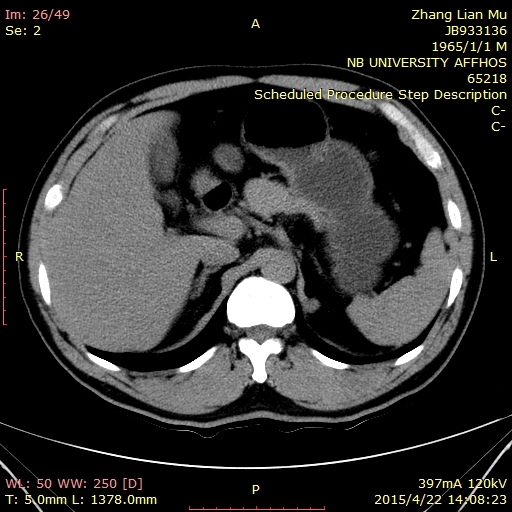 Im: 26/49
Se: 2
A
Zhang Lian Mu
JB933136
1965/1/1 M
NB UNIVERSITY AFFHOS
65218
Scheduled Procedure Step Description
C-
C-
R
L
WL: 50 WW: 250 [D]
T: 5.0mm L: 1378.0mm
P
397mA 120kV
2015/4/22 14:08:23